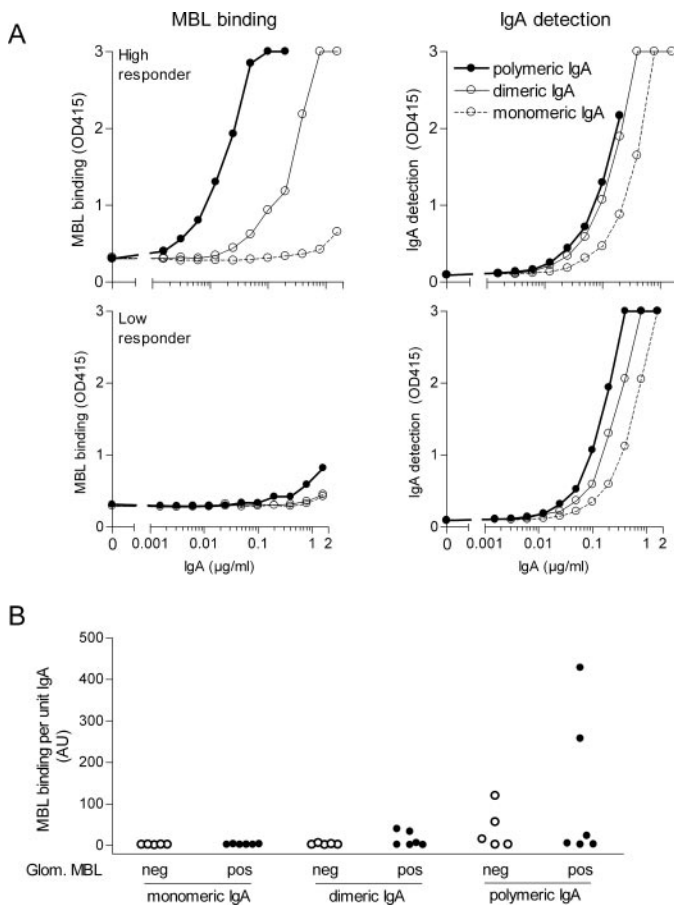 A
MBL binding
IgA detection
High
responder
MBL binding (OD415)
3
2
1
0
IgA detection (OD415)
3
2
1
0
polymeric IgA
dimeric IgA
monomeric IgA
Low
responder
MBL binding (OD415)
3
2
1
0
0 0.001 0.01 0.1 1 2
IgA (µg/ml)
IgA detection (OD415)
3
2
1
0
0 0.001 0.01 0.1 1 2
IgA (µg/ml)
B
MBL binding per unit IgA
(AU)
500
400
300
200
100
0
Glom. MBL neg pos neg pos neg pos
monomeric IgA dimeric IgA polymeric IgA